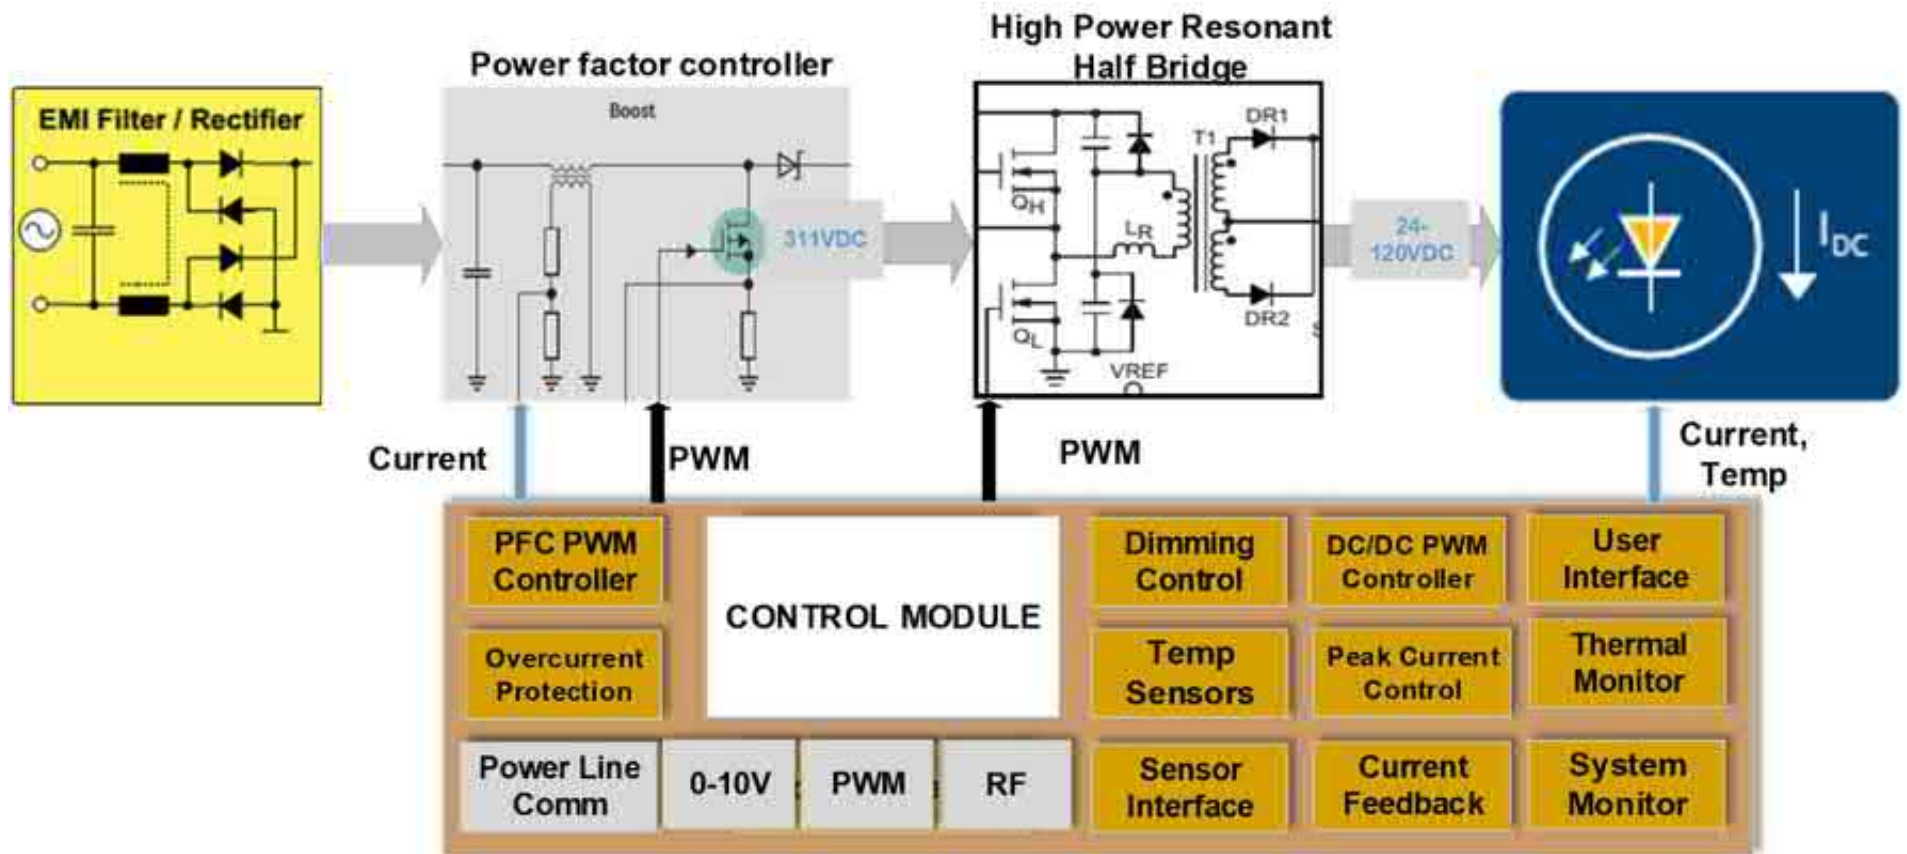 High Power Resonant
Half Bridge
Power factor controller
EMI Filter / Rectifier
Boost
311VDC
QH
QL
LR
T1
DR1
DR2
VREF
24-
120VDC
IDC
Current
PWM
PWM
Current,
Temp
PFC PWM
Controller
CONTROL MODULE
Dimming
Control
DC/DC PWM
Controller
User
Interface
Overcurrent
Protection
Temp
Sensors
Peak Current
Control
Thermal
Monitor
Power Line
Comm
0-10V
PWM
RF
Sensor
Interface
Current
Feedback
System
Monitor